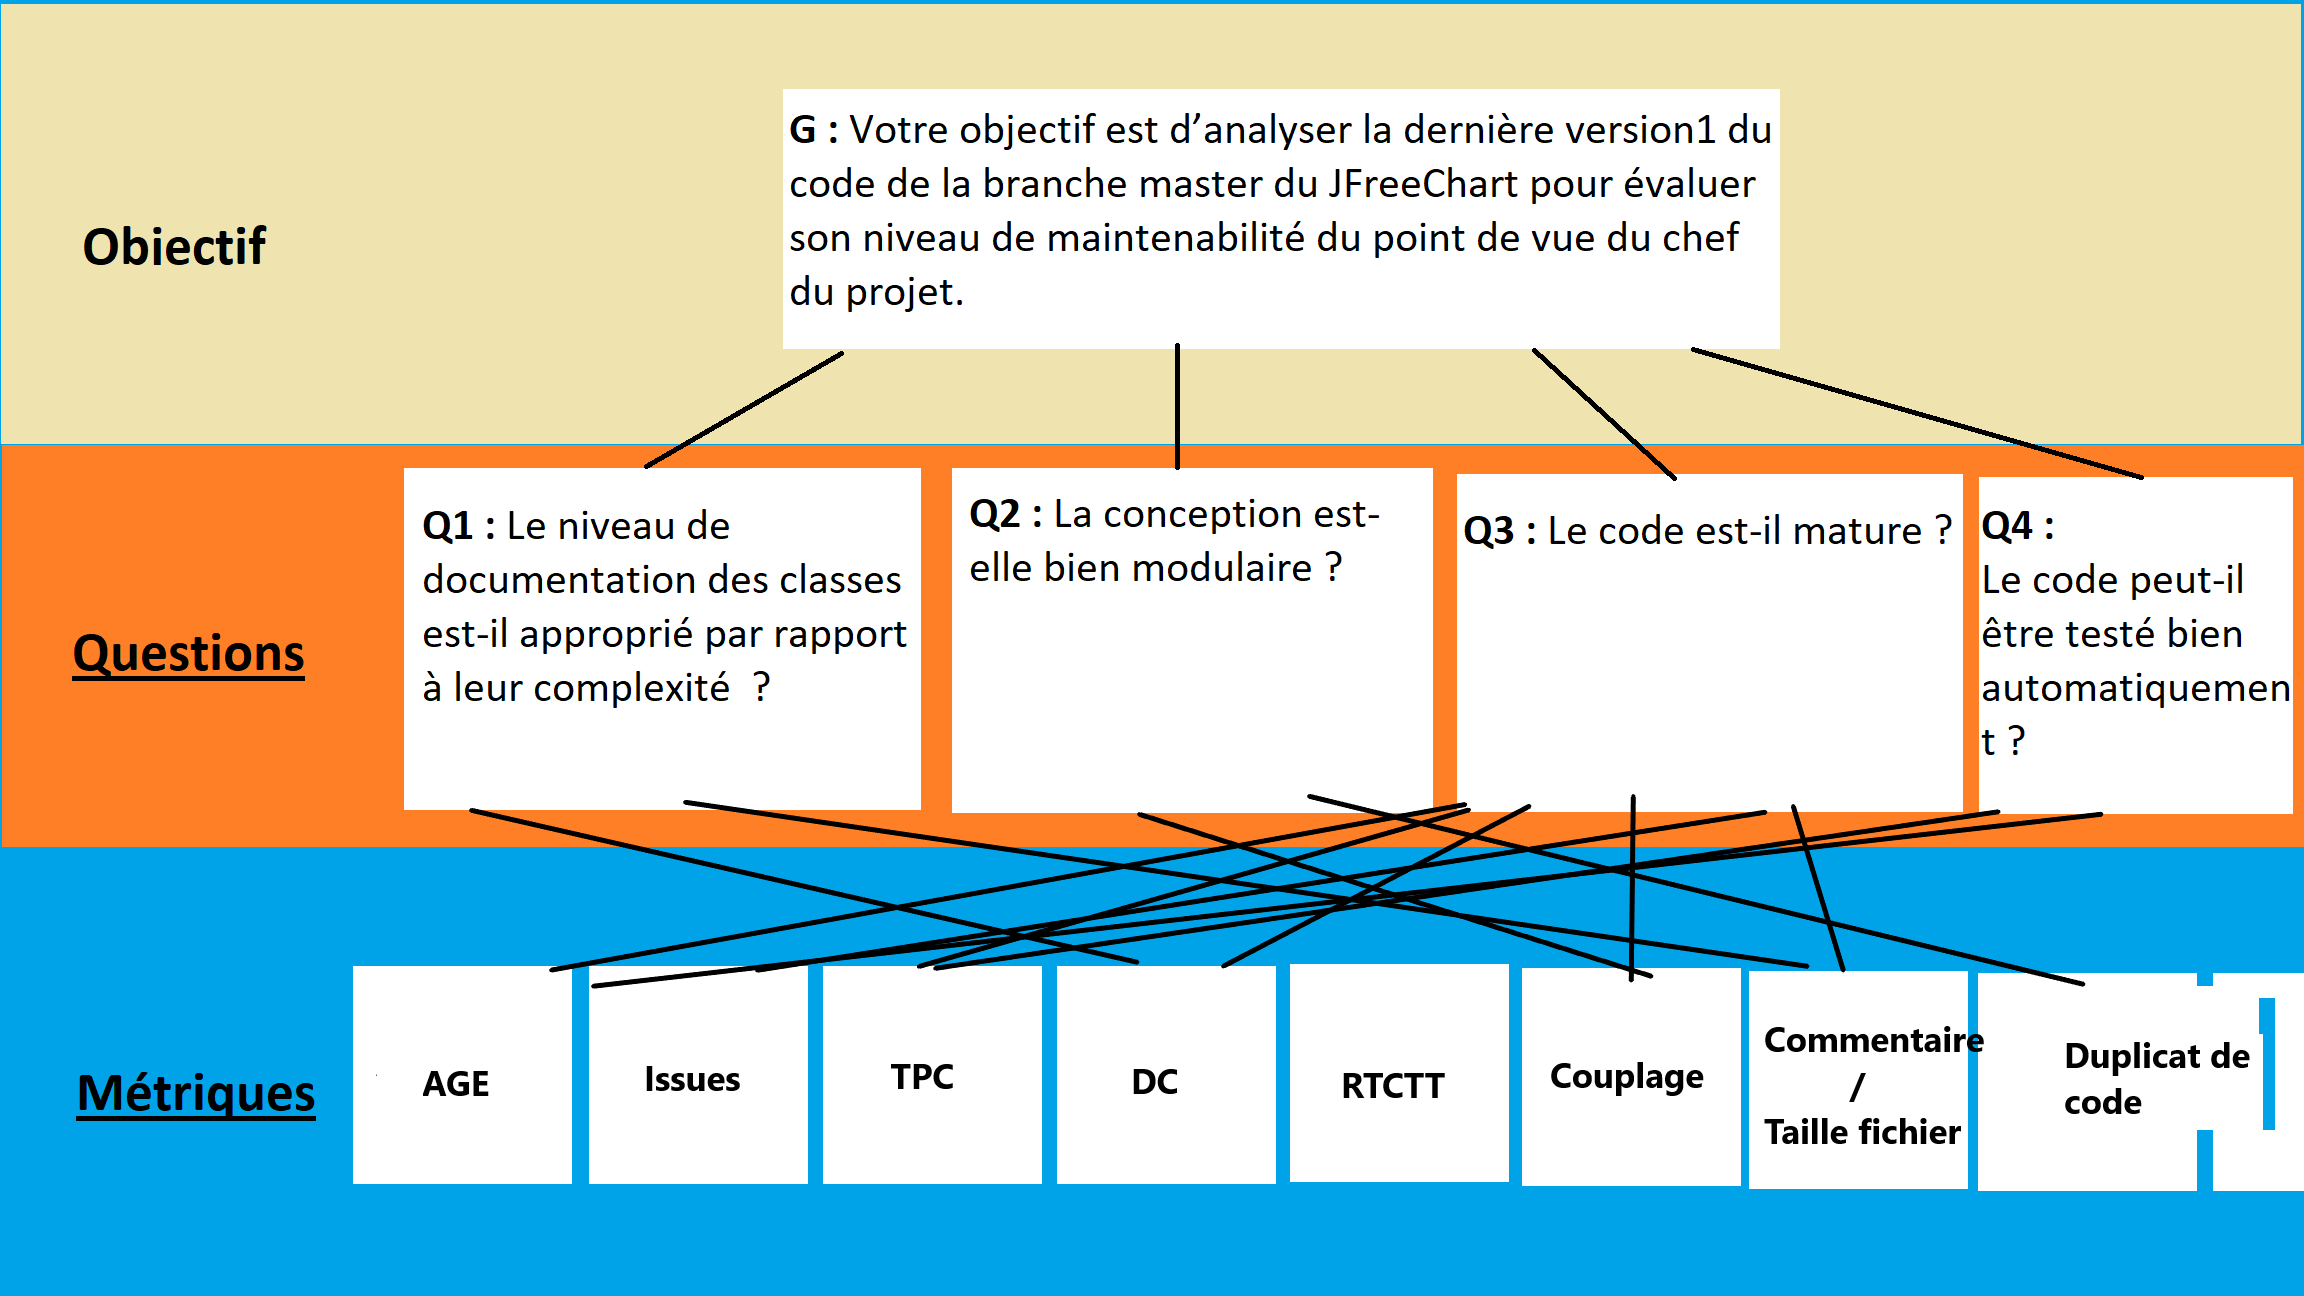 G : Votre objectif est d’analyser la dernière version1 du
code de la branche master du JFreeChart pour évaluer
son niveau de maintenabilité du point de vue du chef
du projet.
Obiectif
Questions
Q1 : Le niveau de
documentation des classes
est-il approprié par rapport
à leur complexité  ?
Q2 : La conception est-
elle bien modulaire ?
Q3 : Le code est-il mature ?
Q4 :
Le code peut-il
être testé bien
automatiquemen
t ?
Métriques
AGE
Issues
TPC
DC
RTCTT
Couplage
Commentaire
/
Taille fichier
Duplicat de
code